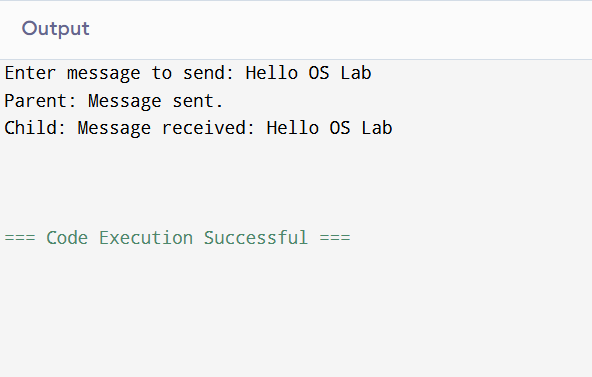 Output
Enter message to send: Hello OS Lab
Parent: Message sent.
Child: Message received: Hello OS Lab
=== Code Execution Successful ===